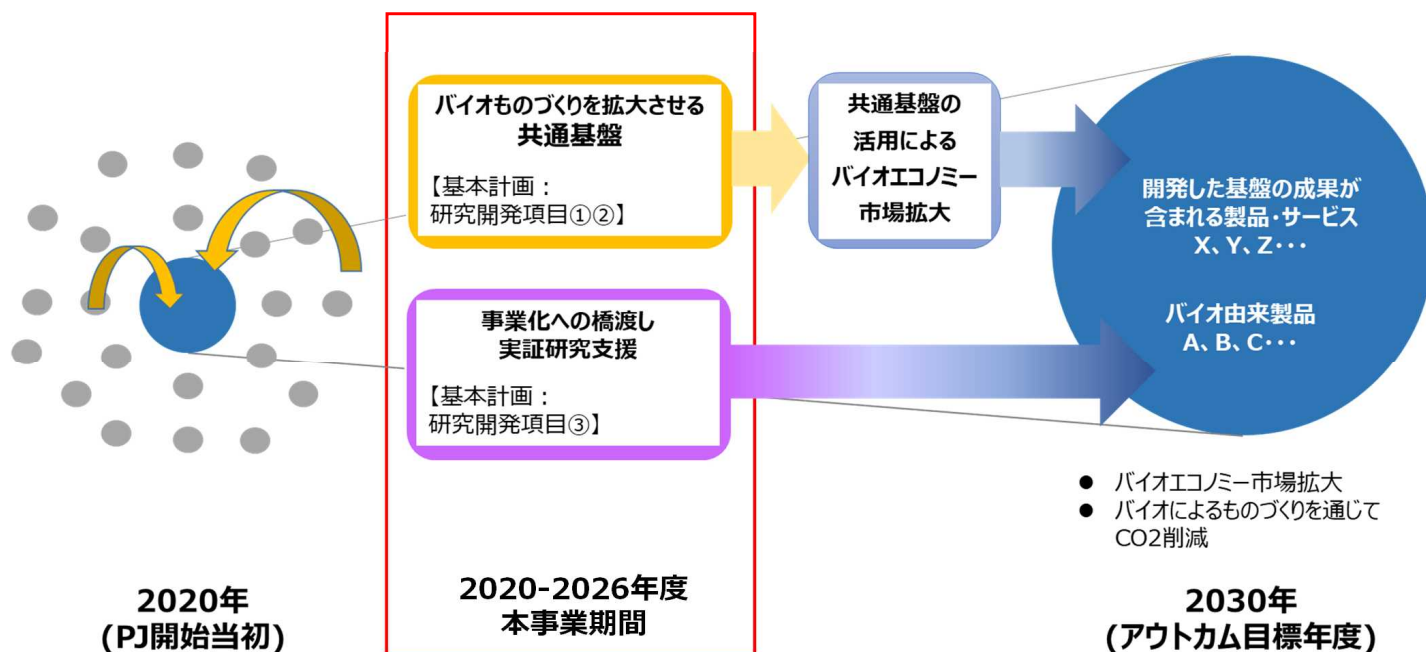 バイオものづくりを拡大させる
共通基盤
【基本計画：
研究開発項目①②】
共通基盤の
活用による
バイオエコノミー
市場拡大
開発した基盤の成果が
含まれる製品・サービス
X、Y、Z・・・
バイオ由来製品
A、B、C・・・
事業化への橋渡し
実証研究支援
【基本計画：
研究開発項目③】
● バイオエコノミー市場拡大
● バイオによるものづくりを通じて
CO2削減
2020年
(PJ開始当初)
2020-2026年度
本事業期間
2030年
(アウトカム目標年度)